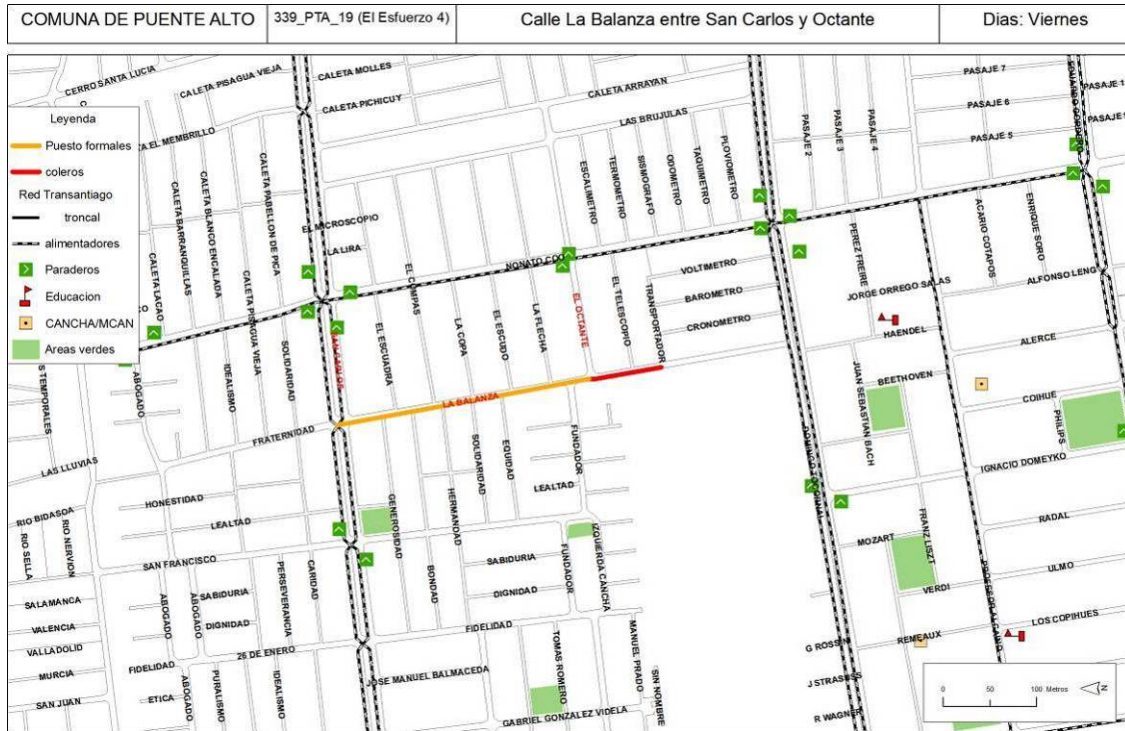 COMUNA DE PUENTE ALTO
339_PTA_19 (El Esfuerzo 4)
Calle La Balanza entre San Carlos y Octante
Dias: Viernes
Leyenda
Puesto formales
coleros
Red Transantiago
troncal
alimentadores
Paraderos
Educacion
CANCHA/MCAN
Areas verdes
CERRO SANTA LUCIA
CALETA PISAGUA VIEJA
CALETA MOLLES
CALETA PICHICUY
CALETA ARRAYAN
LAS BRUJULAS
PASAJE 7
PASAJE 6
PASAJE 5
PASAJE 2
PASAJE 3
PASAJE 4
EL MEMBRILLO
CALETA BARRANQUILLAS
CALETA BLANCO ENCALADA
CALETA PABELLON DE PICA
CALETA LACAO
CALETA PISAGUA VIEJA
EL MICROSCOPIO
LA LIRA
ESCALIMETRO
TERMOMETRO
SISMOGRAFO
ODOMETRO
TAQUIMETRO
PLOVIOMETRO
EL COMPAS
NONATO COO
VOLTIMETRO
BAROMETRO
CRONOMETRO
PEREZ FREIRE
ACARIO COTAPOS
ENRIQUE SORO
ALFONSO LENG
JORGE ORREGO SALAS
HAENDEL
ALERCE
BEETHOVEN
COIHUE
JUAN SEBASTIAN BACH
PHILIPS
IGNACIO DOMEYKO
SOLIDARIDAD
IDEALISMO
ABOGADO
SAN CARLOS
EL ESCUADRA
LA COPA
EL ESCUDO
LA FLECHA
EL OCTANTE
EL TELESCOPIO
TRANSPORTADOR
LA BALANZA
FRATERNIDAD
S TEMPORALES
LAS LLUVIAS
RIO BIDASOA
RIO SELLA
RIO NERVION
HONESTIDAD
LEALTAD
SAN FRANCISCO
GENEROSIDAD
HERMANDAD
SOLIDARIDAD
EQUIDAD
FUNDADOR
LEALTAD
IZQUIERDA CANCHA
SABIDURIA
DIGNIDAD
FUNDADOR
BONDAD
FIDELIDAD
SALAMANCA
VALENCIA
VALLADOLID
MURCIA
SAN JUAN
ABOGADO
ABOGADO
SABIDURIA
DIGNIDAD
PERSEVERANCIA
CARIDAD
26 DE ENERO
FIDELIDAD
ETICA
ABOGADO
PURALISMO
IDEALISMO
JOSE MANUEL BALMACEDA
TOMAS ROMERO
MANUEL PRADO
SIN NOMBRE
GABRIEL GONZALEZ VIDELA
MOZART
FRANZ LISZT
RADAL
VERDI
ULMO
LOS COPIHUES
REMEAUX
G ROSSINI
J STRAUSS
R WAGNER
0 50 100 Metros
N